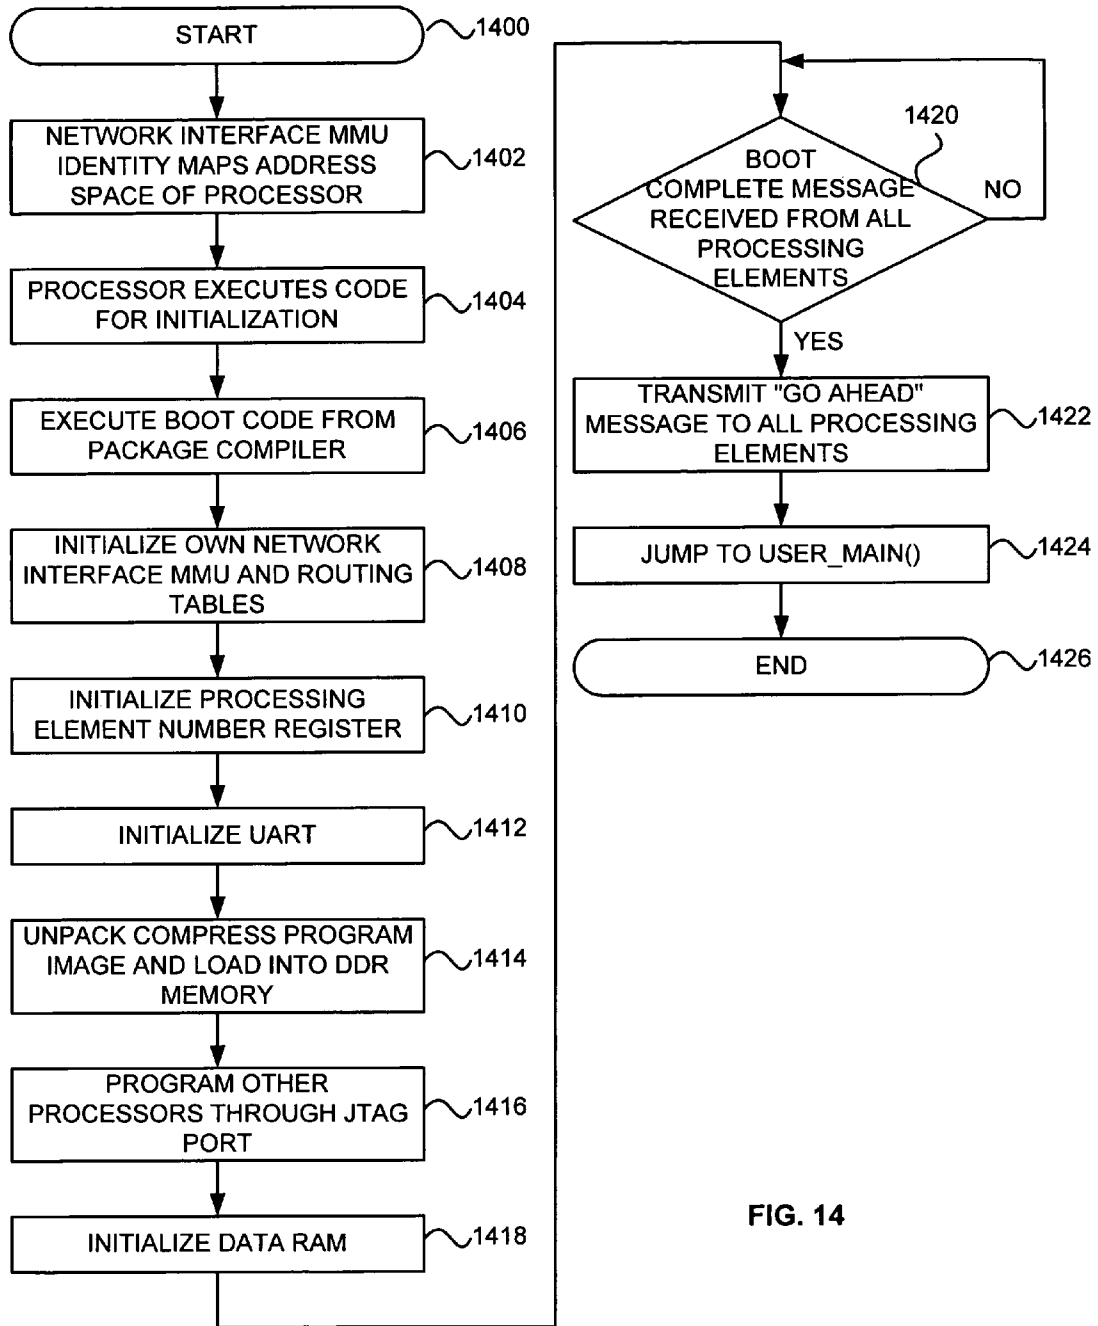 START
1400
NETWORK INTERFACE MMU
IDENTITY MAPS ADDRESS
SPACE OF PROCESSOR
1402
PROCESSOR EXECUTES CODE
FOR INITIALIZATION
1404
EXECUTE BOOT CODE FROM
PACKAGE COMPILER
1406
INITIALIZE OWN NETWORK
INTERFACE MMU AND ROUTING
TABLES
1408
INITIALIZE PROCESSING
ELEMENT NUMBER REGISTER
1410
INITIALIZE UART
1412
UNPACK COMPRESS PROGRAM
IMAGE AND LOAD INTO DDR
MEMORY
1414
PROGRAM OTHER
PROCESSORS THROUGH JTAG
PORT
1416
INITIALIZE DATA RAM
1418
1420
BOOT
COMPLETE MESSAGE
RECEIVED FROM ALL
PROCESSING
ELEMENTS
NO
YES
TRANSMIT "GO AHEAD"
MESSAGE TO ALL PROCESSING
ELEMENTS
1422
JUMP TO USER_MAIN()
1424
END
1426
FIG. 14